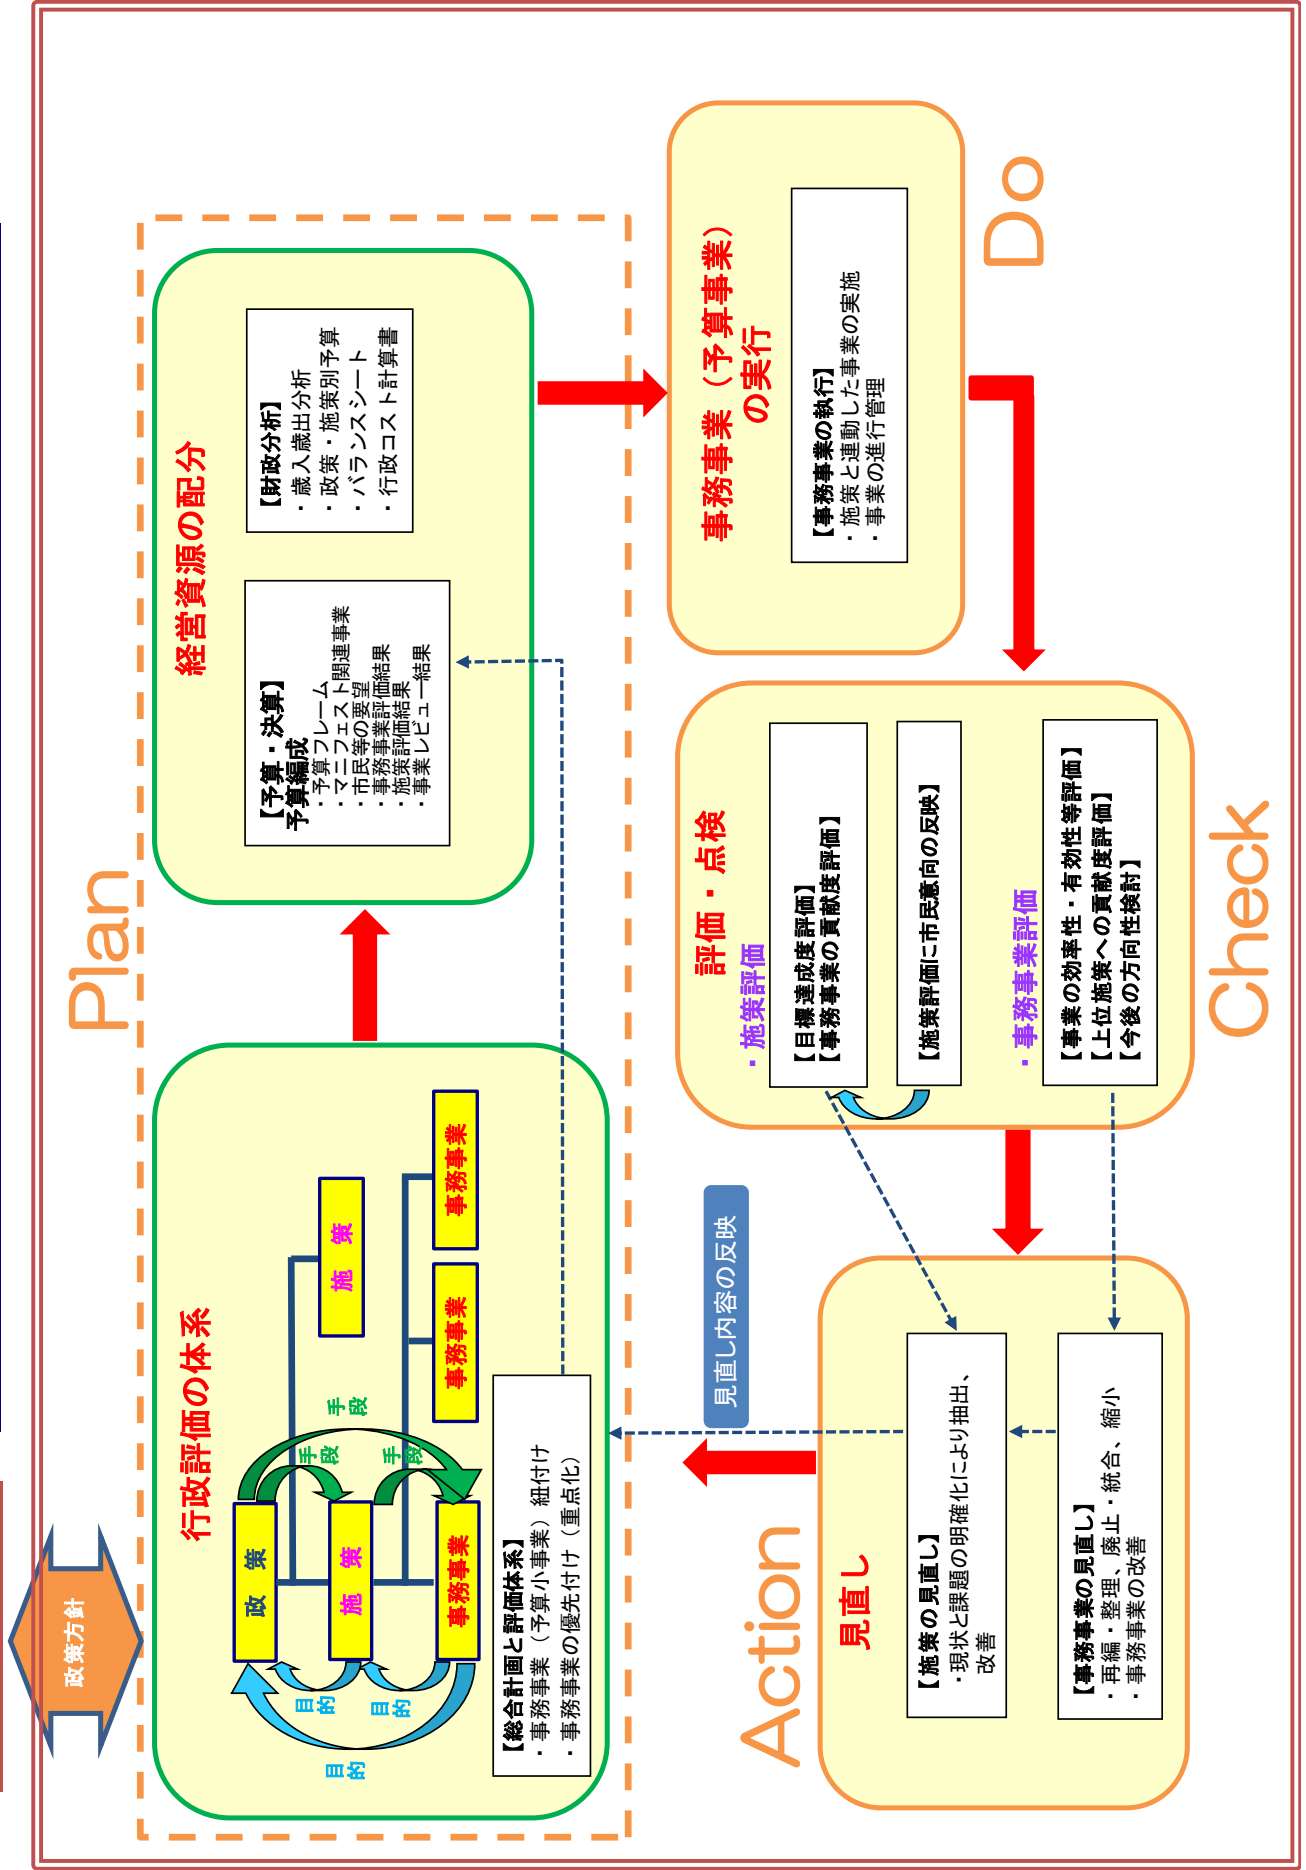 政策方針
Plan
行政評価の体系
政　策
施　策
施　策
事務事業
事務事業
事務事業
手段
手段
手段
目的
目的
目的
【総合計画と評価体系】
・事務事業（予算小事業）紐付け
・事務事業の優先付け（重点化）
経営資源の配分
【予算・決算】
予算編成
・予算フレーム
・マニフェスト関連事業
・市民等の要望
・事務事業評価結果
・施策評価結果
・事業レビュー結果
【財政分析】
・歳入歳出分析
・政策・施策別予算
・バランスシート
・行政コスト計算書
事務事業（予算事業）
の実行
【事務事業の執行】
・施策と連動した事業の実施
・事業の進行管理
Do
評価・点検
・施策評価
【目標達成度評価】
【事務事業の貢献度評価】
【施策評価に市民意向の反映】
・事務事業評価
【事業の効率性・有効性等評価】
【上位施策への貢献度評価】
【今後の方向性検討】
Check
見直し内容の反映
Action
見直し
【施策の見直し】
・現状と課題の明確化により抽出、
改善
【事務事業の見直し】
・再編・整理、廃止・統合、縮小
・事務事業の改善